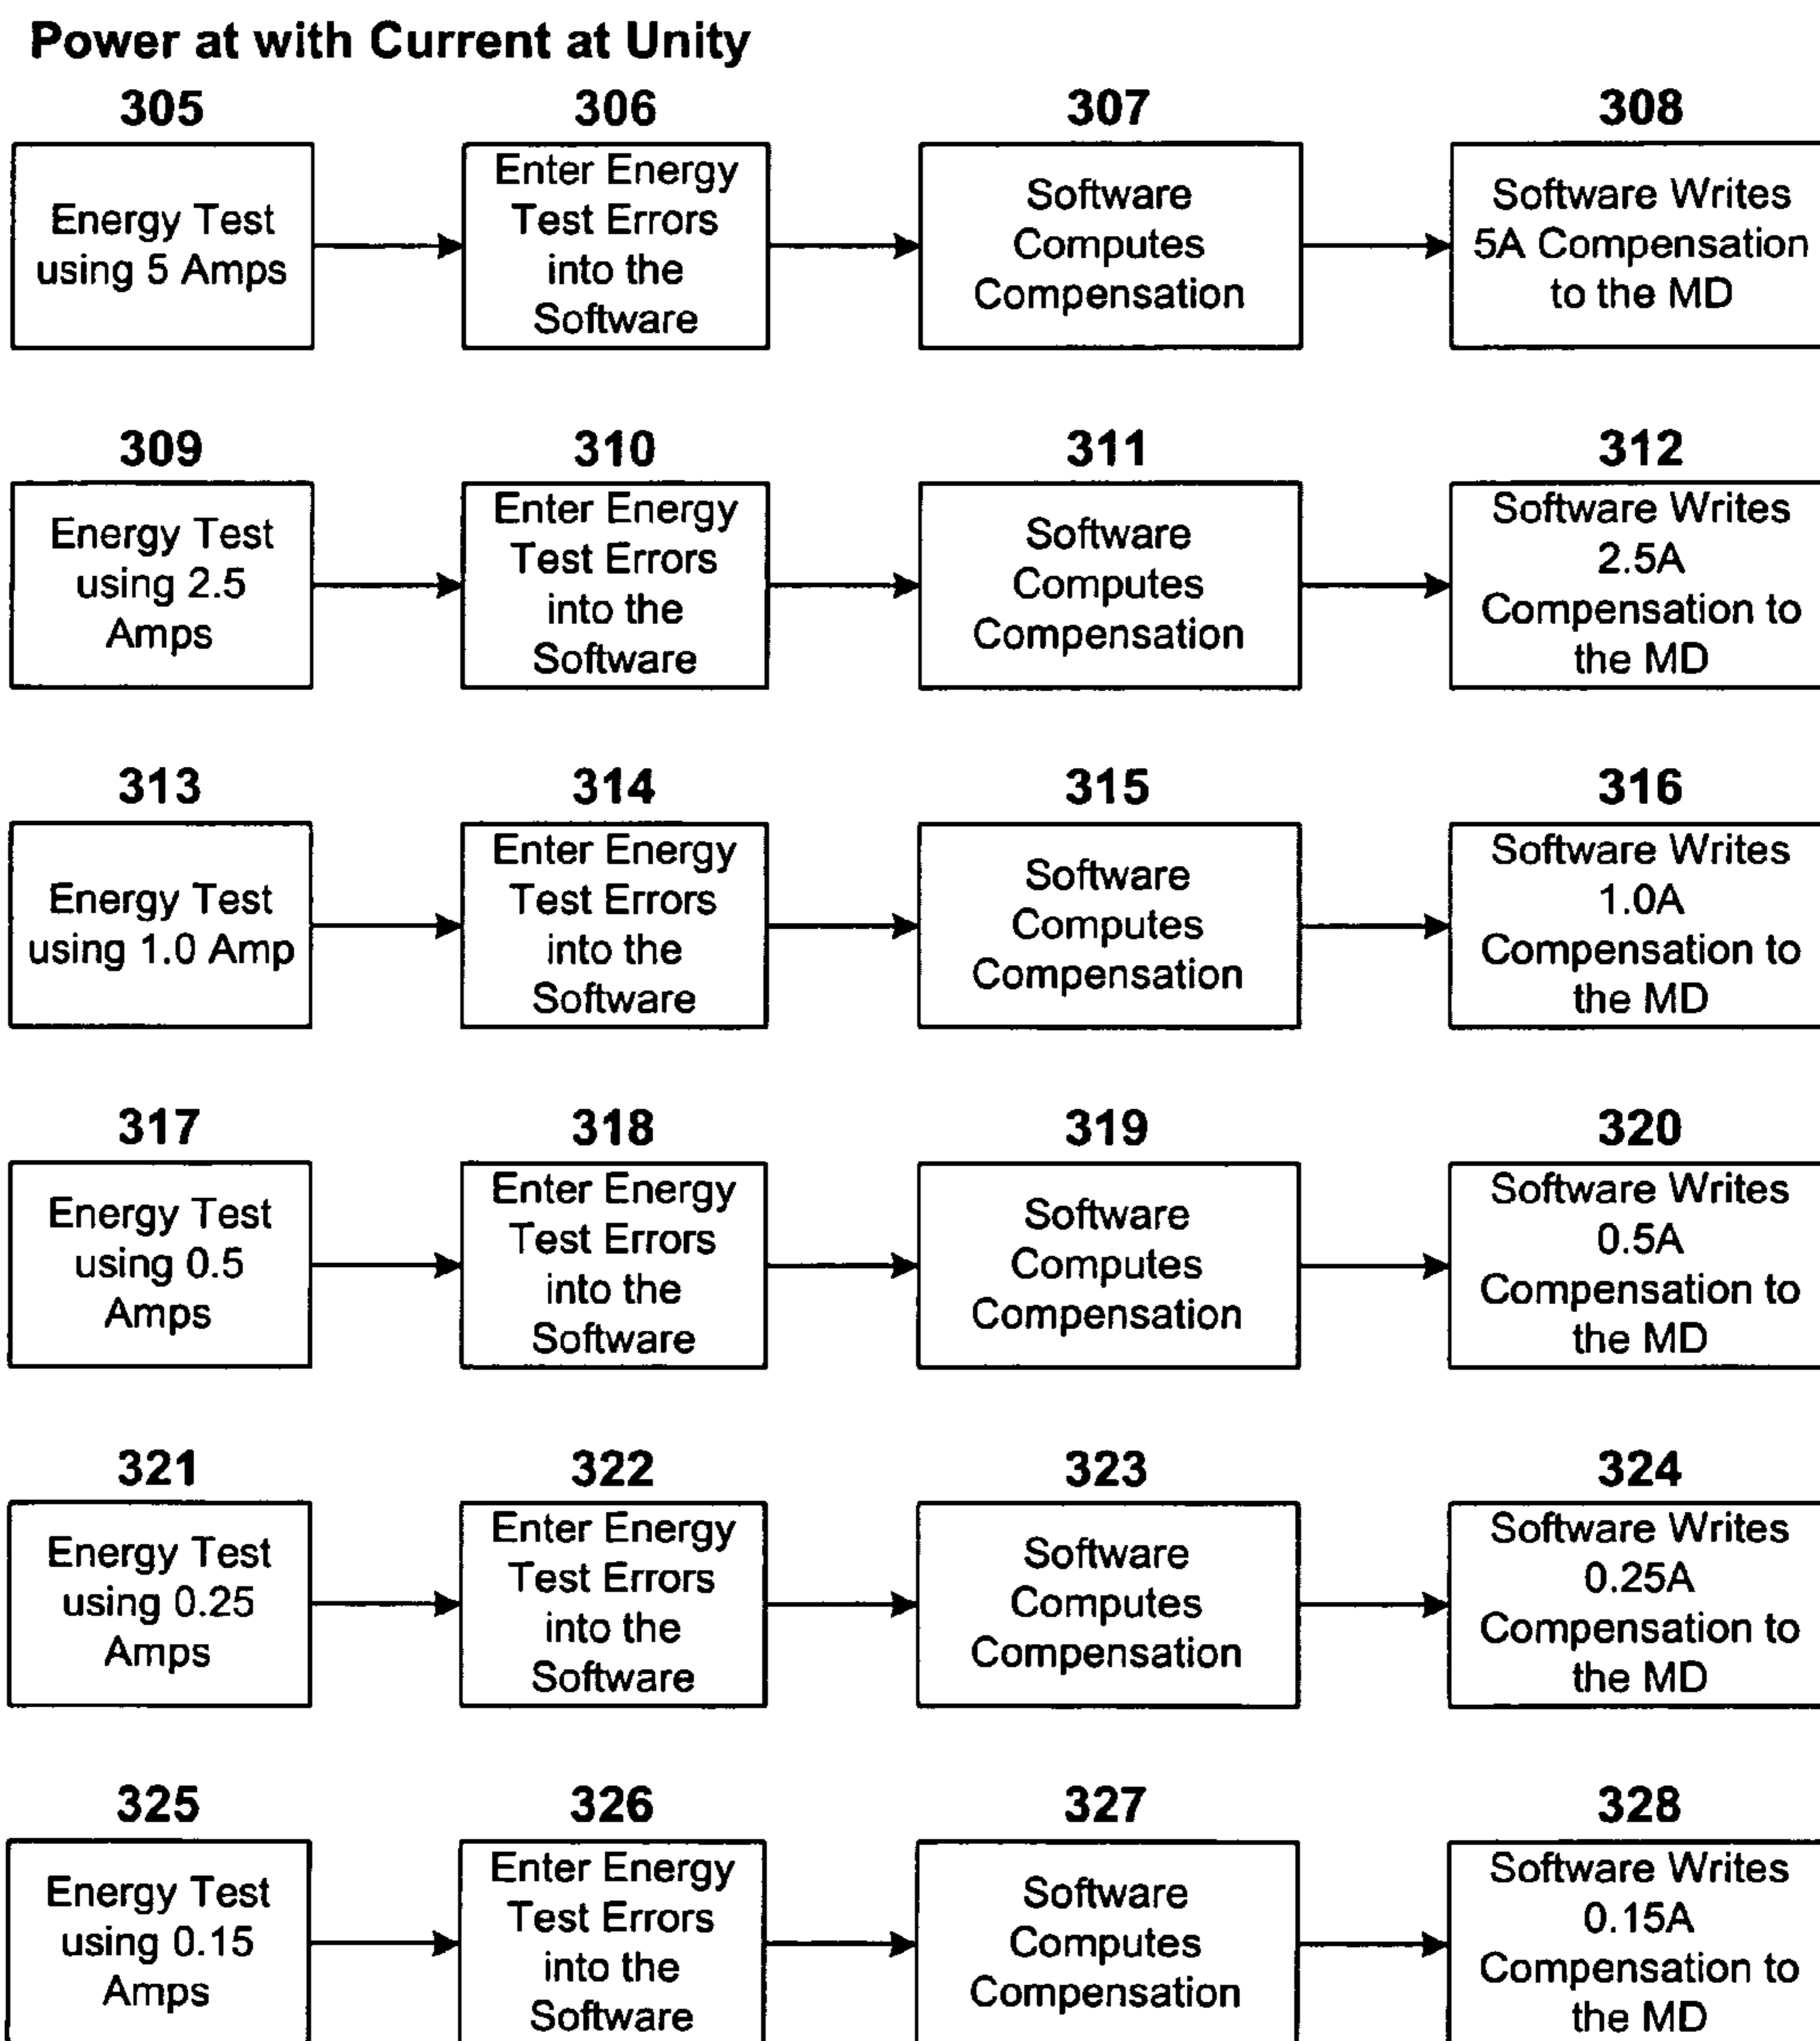 Power at with Current at Unity
305
306
307
308
Energy Test
using 5 Amps
Enter Energy
Test Errors
into the
Software
Software
Computes
Compensation
Software Writes
5A Compensation
to the MD
309
310
311
312
Energy Test
using 2.5
Amps
Enter Energy
Test Errors
into the
Software
Software
Computes
Compensation
Software Writes
2.5A
Compensation to
the MD
313
314
315
316
Energy Test
using 1.0 Amp
Enter Energy
Test Errors
into the
Software
Software
Computes
Compensation
Software Writes
1.0A
Compensation to
the MD
317
318
319
320
Energy Test
using 0.5
Amps
Enter Energy
Test Errors
into the
Software
Software
Computes
Compensation
Software Writes
0.5A
Compensation to
the MD
321
322
323
324
Energy Test
using 0.25
Amps
Enter Energy
Test Errors
into the
Software
Software
Computes
Compensation
Software Writes
0.25A
Compensation to
the MD
325
326
327
328
Energy Test
using 0.15
Amps
Enter Energy
Test Errors
into the
Software
Software
Computes
Compensation
Software Writes
0.15A
Compensation to
the MD